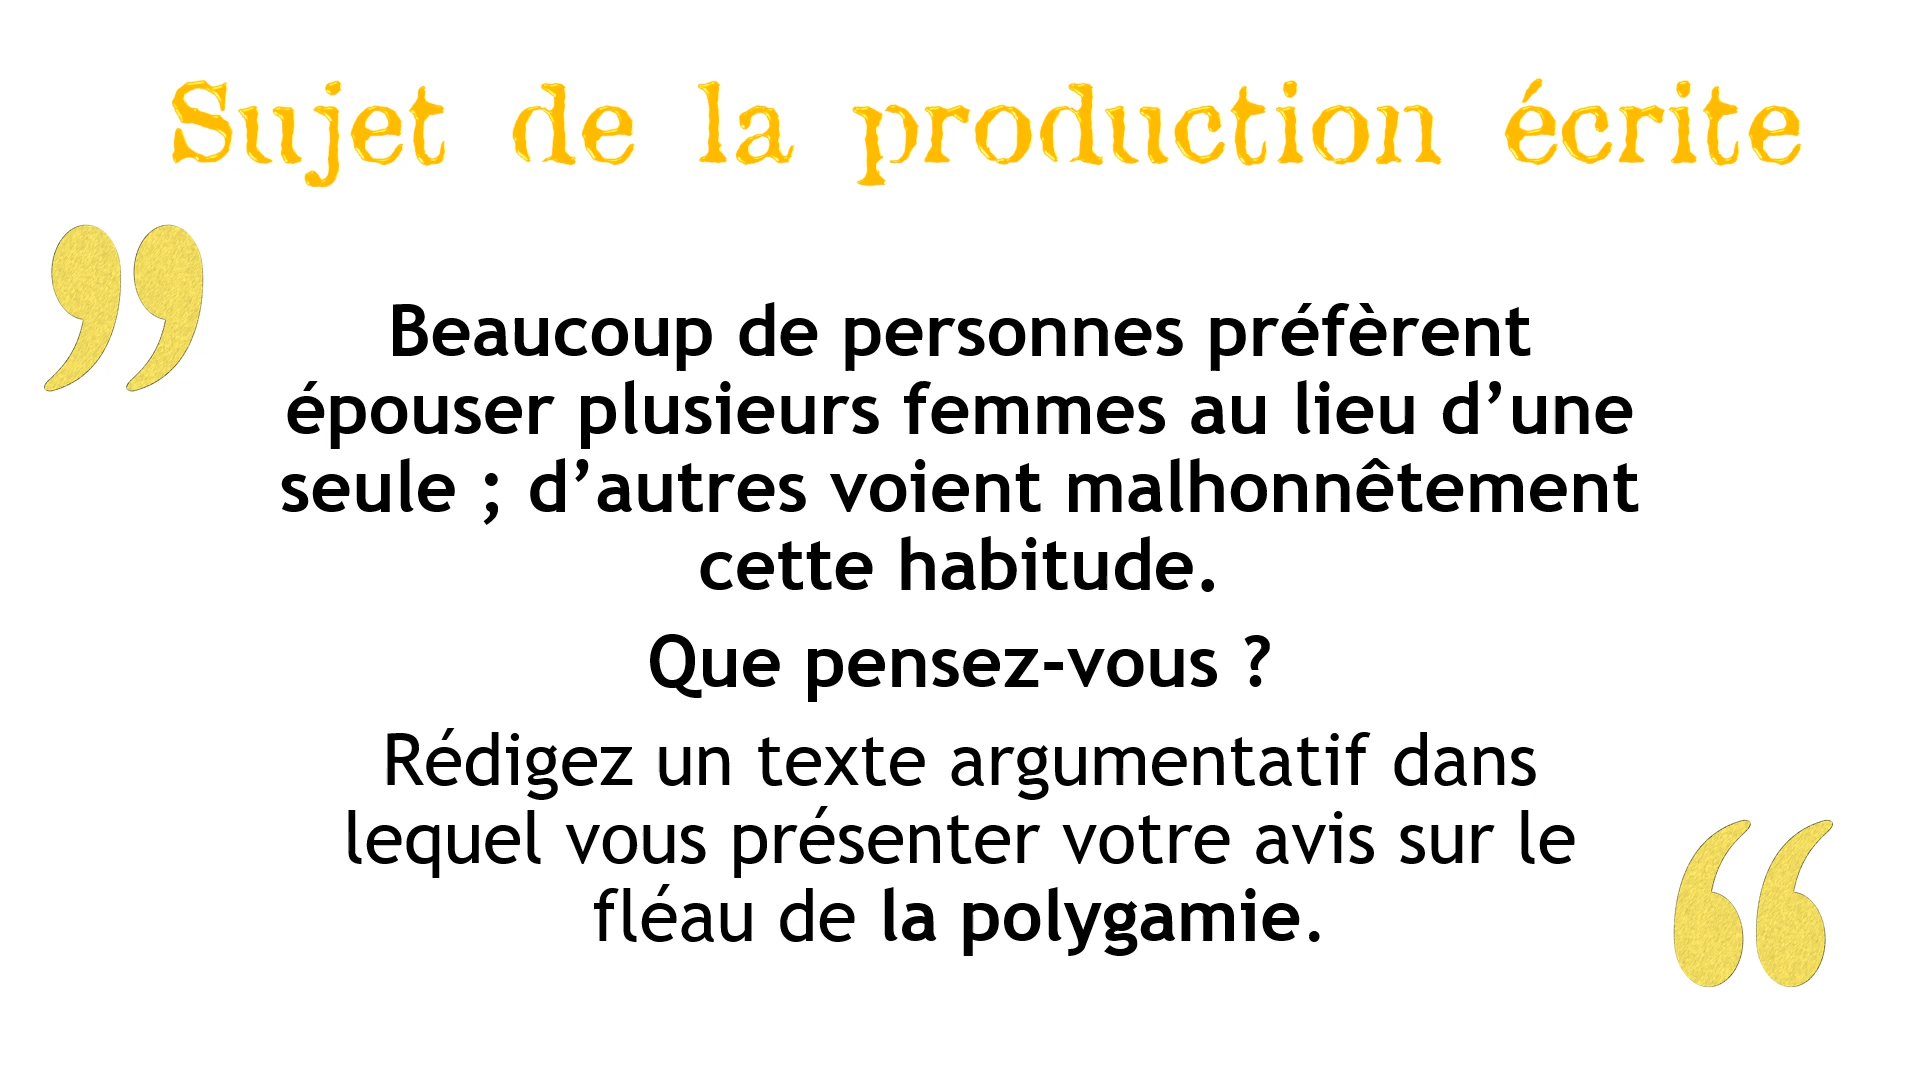 Sujet de la production écrite
”
Beaucoup de personnes préfèrent
épouser plusieurs femmes au lieu d’une
seule ; d’autres voient malhonnêtement
cette habitude.
Que pensez-vous ?
Rédigez un texte argumentatif dans
lequel vous présenter votre avis sur le
fléau de la polygamie.
“